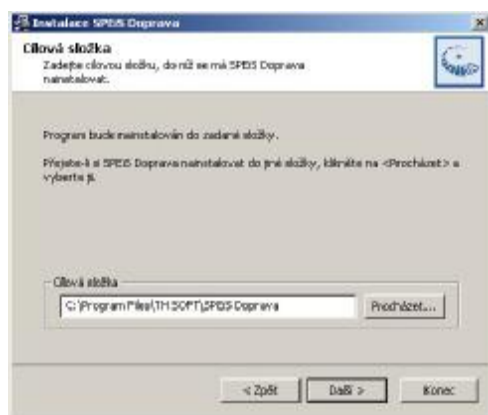 Instalace SPEIS Doprava
Cílová složka
Zadejte cílovou složku, do níž se má SPEIS Doprava
nainstalovat.
Program bude nainstalován do zadané složky.
Přejete-li si SPEIS Doprava nainstalovat do jiné složky, klikněte na <Procházet> a
vyberte ji.
Cílová složka
C:\Program Files\TH SOFT\SPEIS Doprava
Procházet...
< Zpět
Další >
Konec